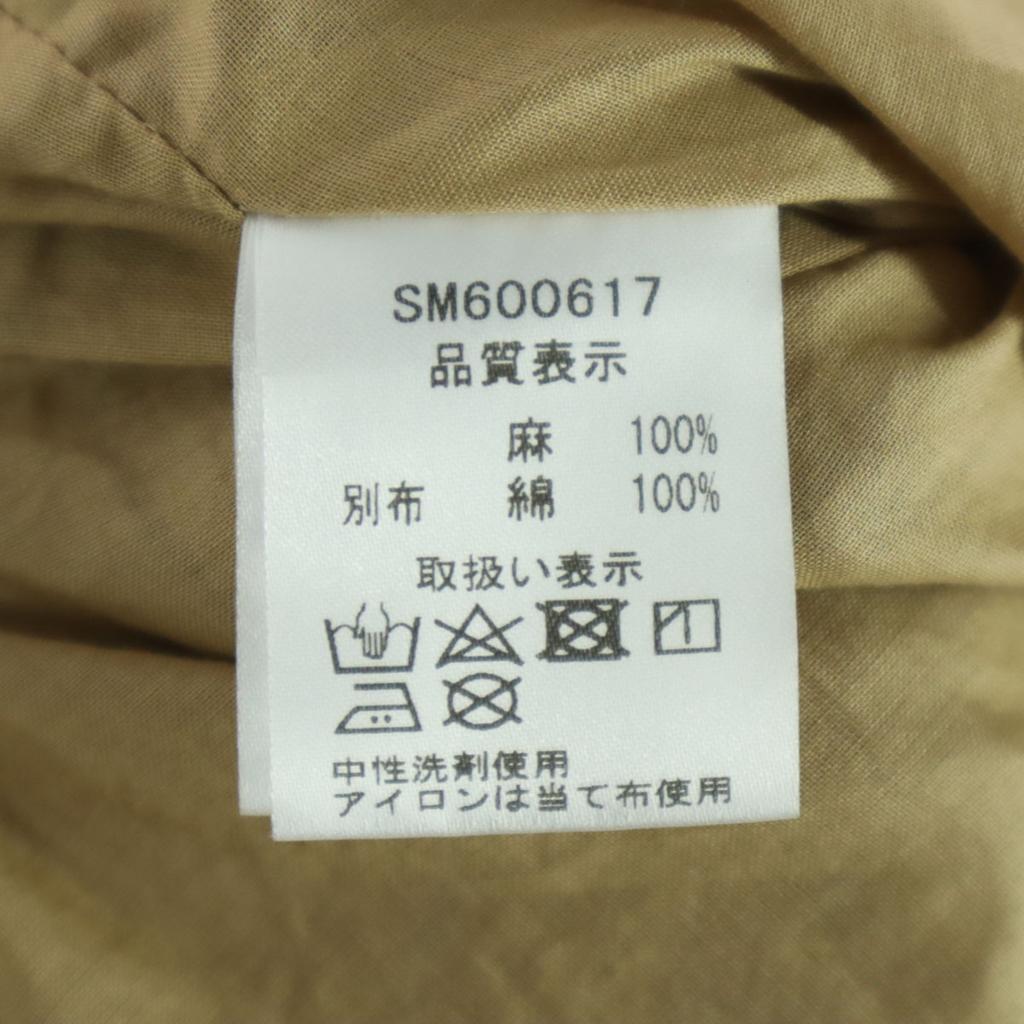 SM600617
品質表示
麻 100%
別布 綿 100%
取扱い表示
中性洗剤使用
アイロンは当て布使用